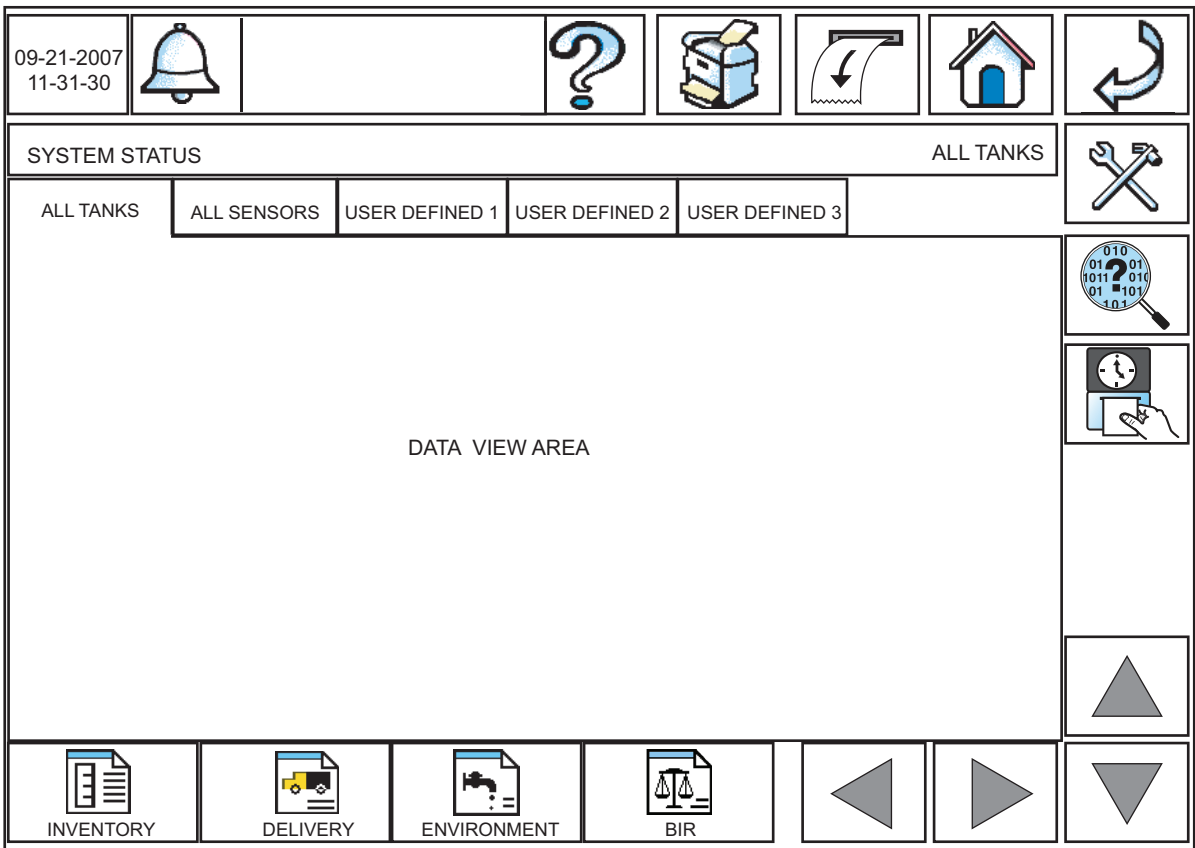 09-21-2007
11-31-30
SYSTEM STATUS
ALL TANKS
ALL TANKS
ALL SENSORS
USER DEFINED 1
USER DEFINED 2
USER DEFINED 3
010
01 01
1011 010
01 101
101
DATA VIEW AREA
INVENTORY
DELIVERY
ENVIRONMENT
BIR